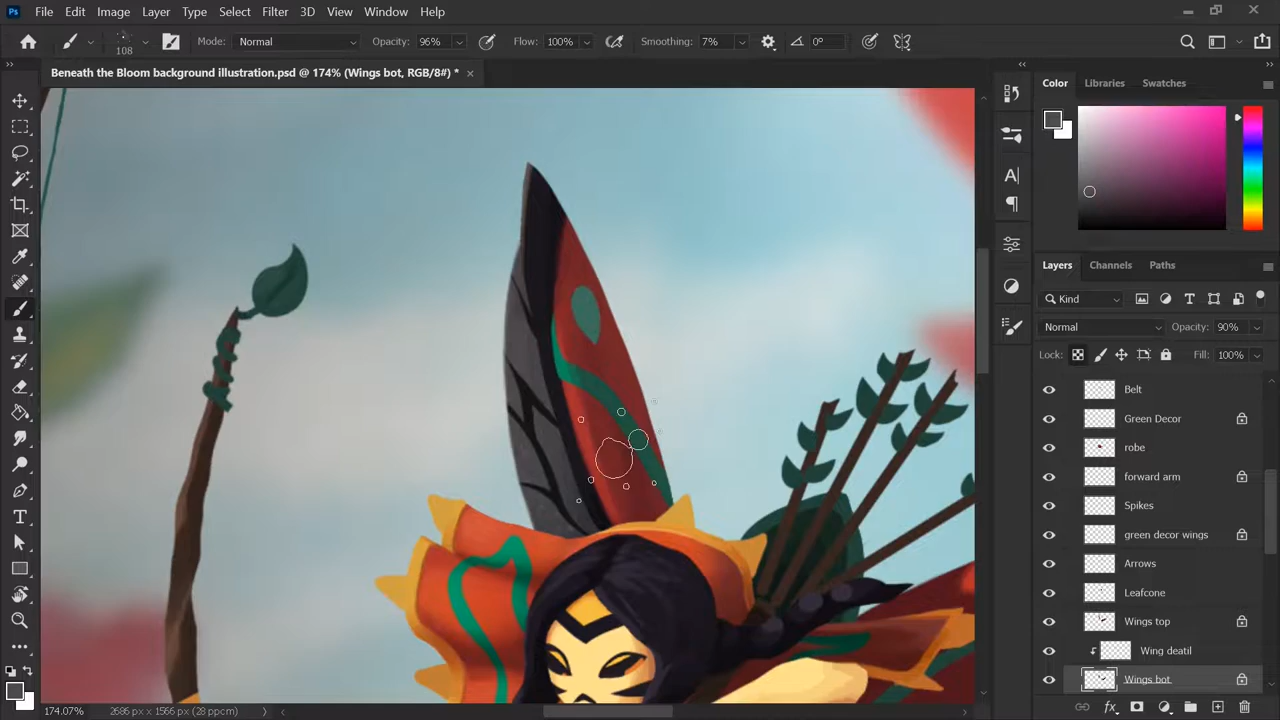 Ps File Edit Image Layer Type Select Filter 3D View Window Help
108 Mode: Normal Opacity: 96% Flow: 100% Smoothing: 7% 0°
Beneath the Bloom background illustration.psd @ 174% (Wings bot, RGB/8#) * ×
Color Libraries Swatches
Layers Channels Paths
Kind
Normal Opacity: 90%
Lock: Fill: 100%
Belt
Green Decor
robe
forward arm
Spikes
green decor wings
Arrows
Leafcone
Wings top
Wing deatil
Wings bot
174.07% 2686 px x 1566 px (28 ppcm)